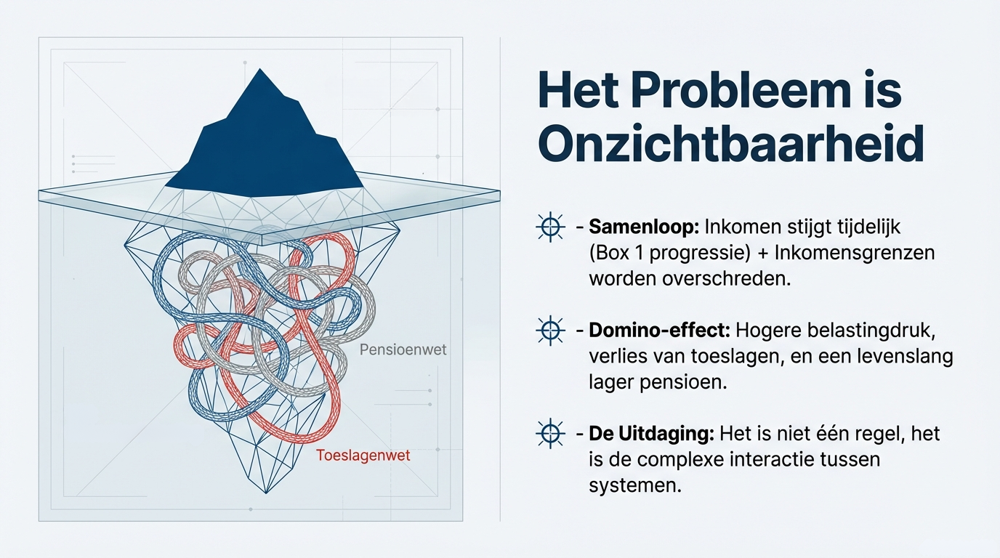 Het Probleem is
Onzichtbaarheid
- Samenloop: Inkomen stijgt tijdelijk
(Box 1 progressie) + Inkomensgrenzen
worden overschreden.
- Domino-effect: Hogere belastingdruk,
verlies van toeslagen, en een levenslang
lager pensioen.
- De Uitdaging: Het is niet één regel, het
is de complexe interactie tussen
systemen.
Pensioenwet
Toeslagenwet